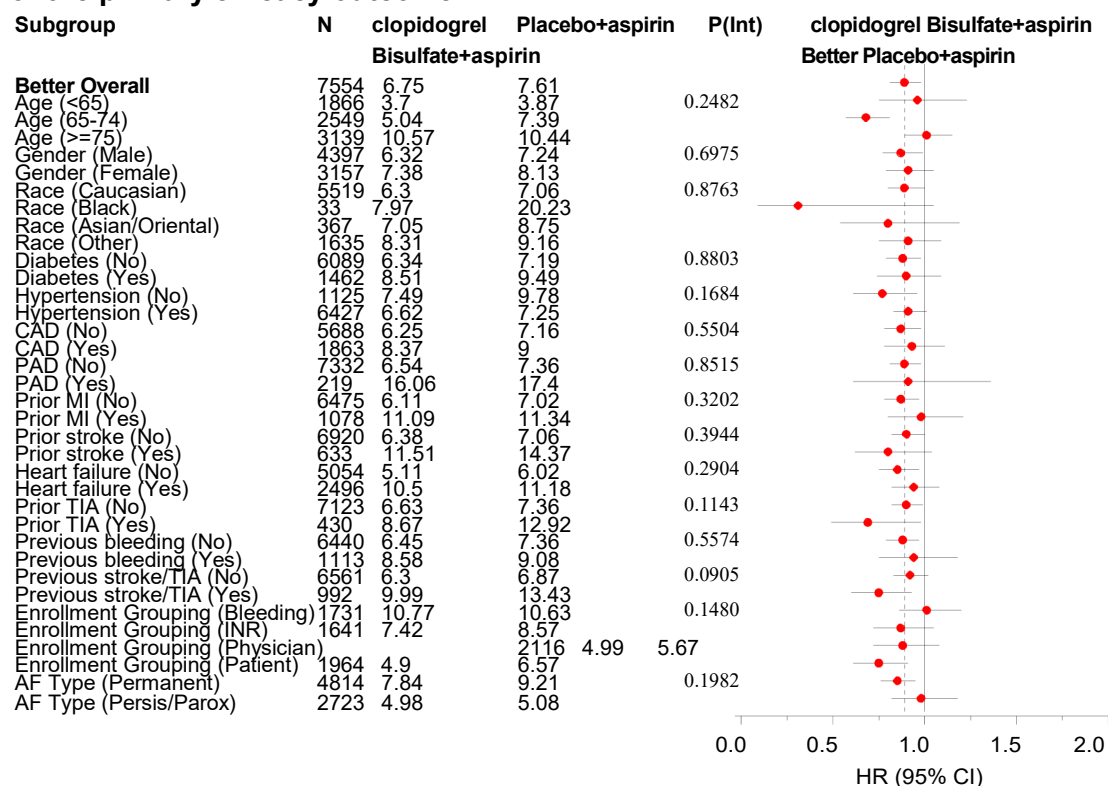 Subgroup N clopidogrel Placebo+aspirin P(Int) clopidogrel Bisulfate+aspirin
Bisulfate+aspirin Better Placebo+aspirin
Better Overall 7554 6.75 7.61
Age (<65) 1866 3.7 3.87 0.2482
Age (65-74) 2549 5.04 7.39
Age (>=75) 3139 10.57 10.44
Gender (Male) 4397 6.32 7.24 0.6975
Gender (Female) 3157 7.38 8.13
Race (Caucasian) 5519 6.3 7.06 0.8763
Race (Black) 33 7.97 20.23
Race (Asian/Oriental) 367 7.05 8.75
Race (Other) 1635 8.31 9.16
Diabetes (No) 6089 6.34 7.19 0.8803
Diabetes (Yes) 1462 8.51 9.49
Hypertension (No) 1125 7.49 9.78 0.1684
Hypertension (Yes) 6427 6.62 7.25
CAD (No) 5688 6.25 7.16 0.5504
CAD (Yes) 1863 8.37 9
PAD (No) 7332 6.54 7.36 0.8515
PAD (Yes) 219 16.06 17.4
Prior MI (No) 6475 6.11 7.02 0.3202
Prior MI (Yes) 1078 11.09 11.34
Prior stroke (No) 6920 6.38 7.06 0.3944
Prior stroke (Yes) 633 11.51 14.37
Heart failure (No) 5054 5.11 6.02 0.2904
Heart failure (Yes) 2496 10.5 11.18
Prior TIA (No) 7123 6.63 7.36 0.1143
Prior TIA (Yes) 430 8.67 12.92
Previous bleeding (No) 6440 6.45 7.36 0.5574
Previous bleeding (Yes) 1113 8.58 9.08
Previous stroke/TIA (No) 6561 6.3 6.87 0.0905
Previous stroke/TIA (Yes) 992 9.99 13.43
Enrollment Grouping (Bleeding) 1731 10.77 10.63 0.1480
Enrollment Grouping (INR) 1641 7.42 8.57
Enrollment Grouping (Physician) 2116 4.99 5.67
Enrollment Grouping (Patient) 1964 4.9 6.57
AF Type (Permanent) 4814 7.84 9.21 0.1982
AF Type (Persis/Parox) 2723 4.98 5.08
0.0 0.5 1.0 1.5 2.0
HR (95% CI)